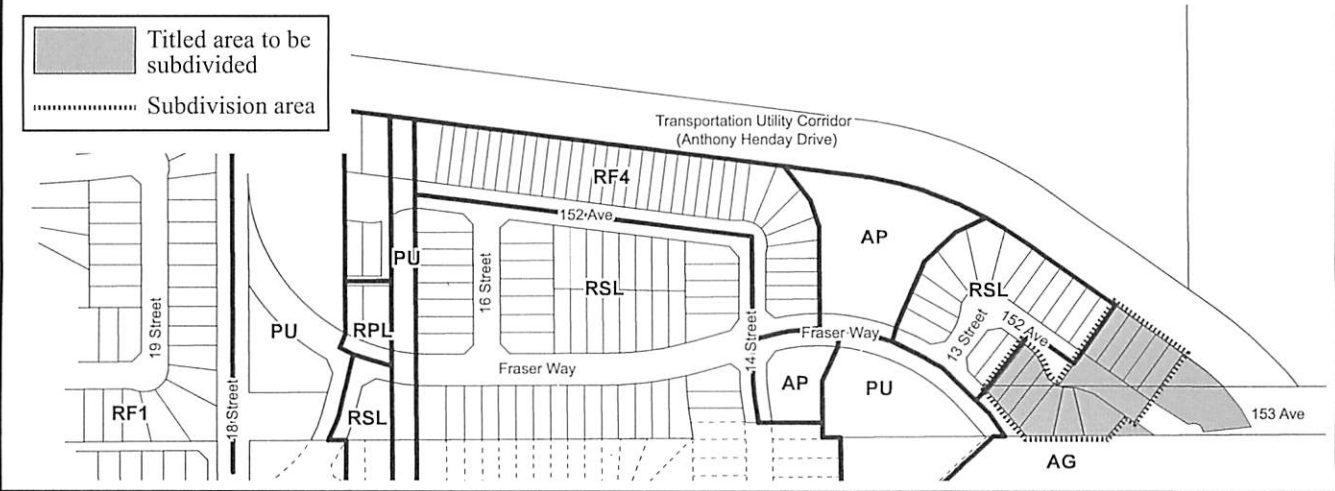 Titled area to be
subdivided
Subdivision area
Transportation Utility Corridor
(Anthony Henday Drive)
RF4
152 Ave
AP
PU
16 Street
RSL
RSL
19 Street
PU
RPL
14 Street
Fraser Way
13 Street
152 Ave
Fraser Way
AP
PU
RF1
18 Street
RSL
153 Ave
AG